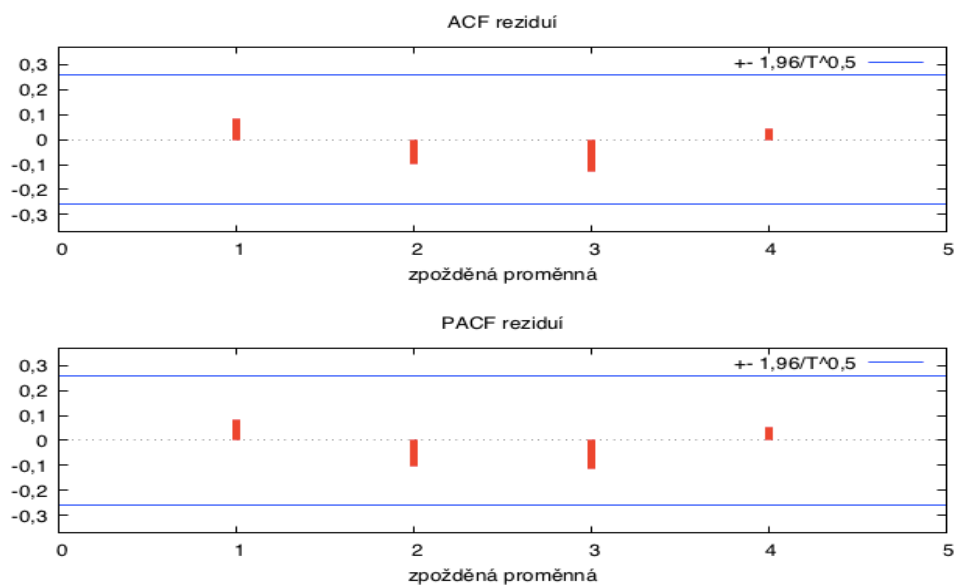 ACF reziduí
+- 1,96/T^0,5
0,3
0,2
0,1
0
-0,1
-0,2
-0,3
0 1 2 3 4 5
zpožděná proměnná
PACF reziduí
+- 1,96/T^0,5
0,3
0,2
0,1
0
-0,1
-0,2
-0,3
0 1 2 3 4 5
zpožděná proměnná